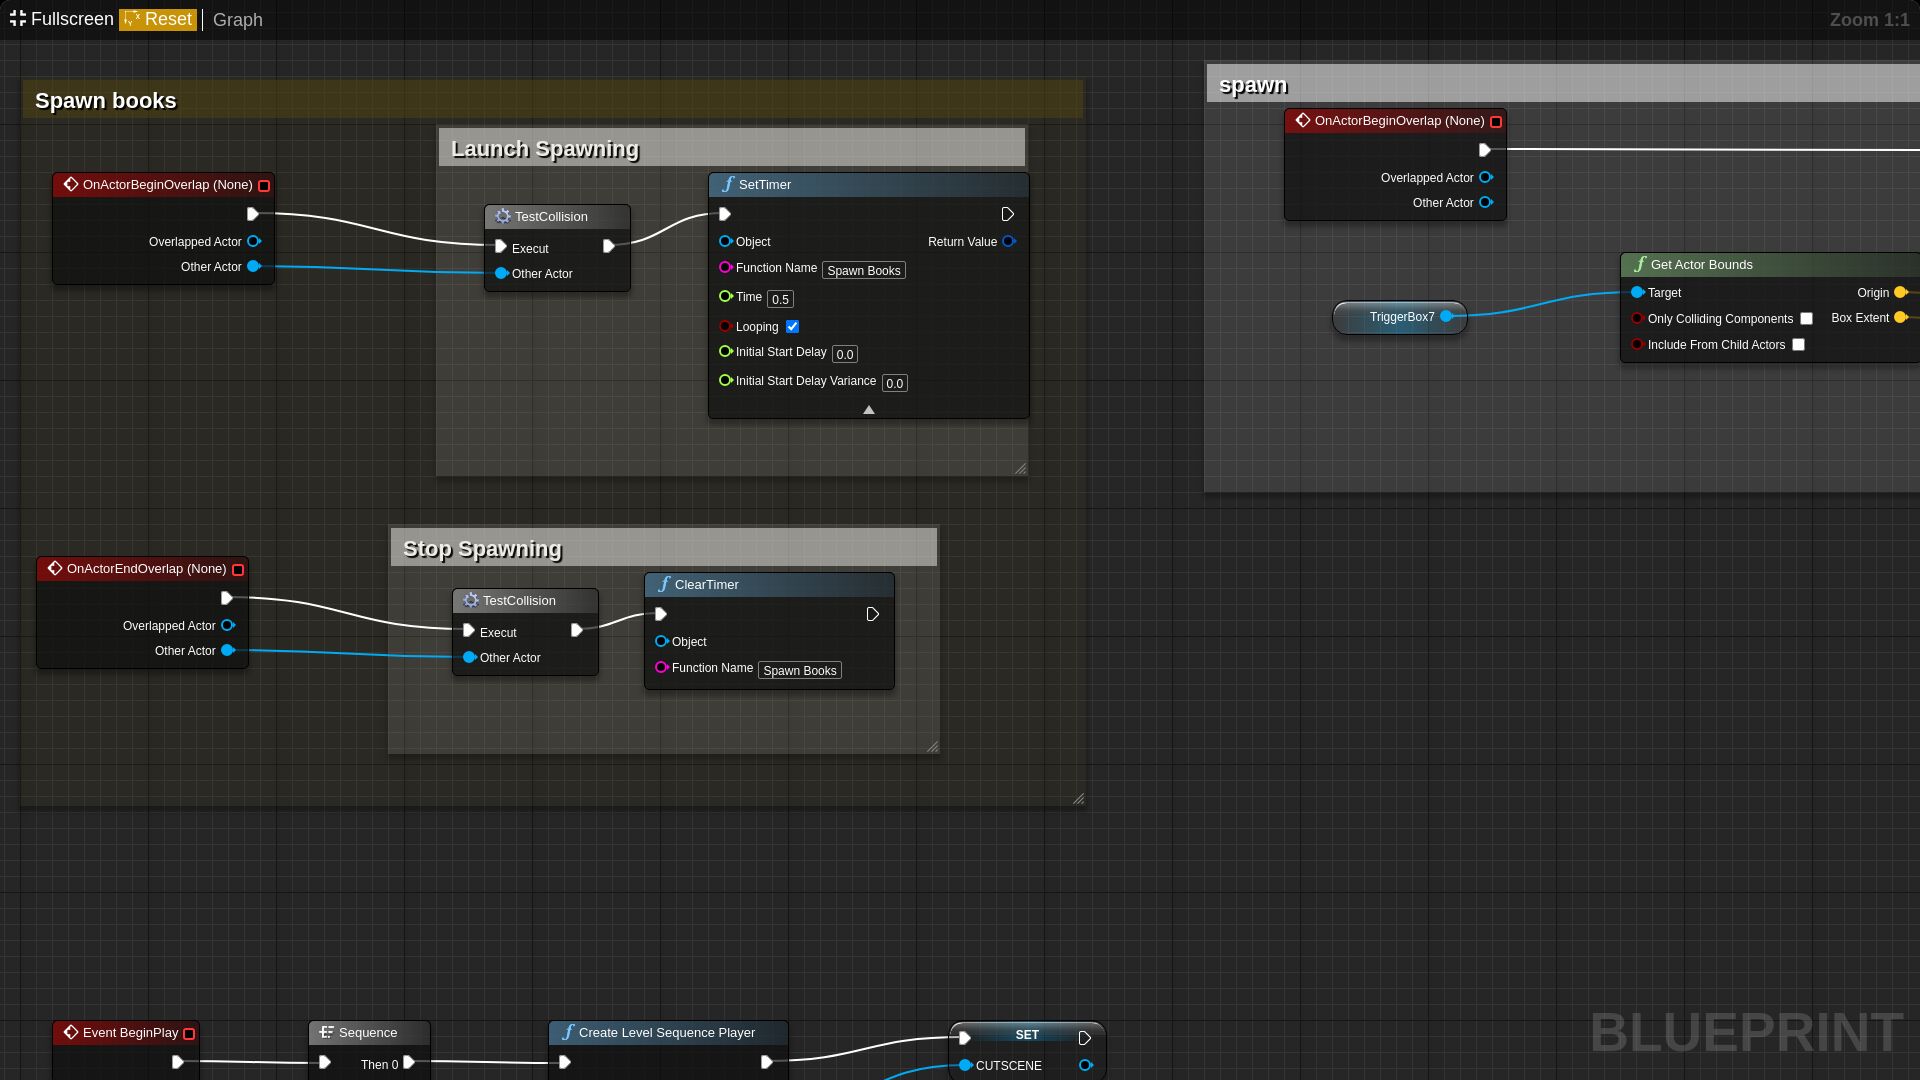 Fullscreen Reset Graph Zoom 1:1
Spawn books
Launch Spawning
OnActorBeginOverlap (None)
Overlapped Actor
Other Actor
TestCollision
Execut
Other Actor
SetTimer
Object Return Value
Function Name Spawn Books
Time 0.5
Looping
Initial Start Delay 0.0
Initial Start Delay Variance 0.0
Stop Spawning
OnActorEndOverlap (None)
Overlapped Actor
Other Actor
TestCollision
Execut
Other Actor
ClearTimer
Object
Function Name Spawn Books
spawn
OnActorBeginOverlap (None)
Overlapped Actor
Other Actor
TriggerBox7
Get Actor Bounds
Target Origin
Only Colliding Components Box Extent
Include From Child Actors
Event BeginPlay
Sequence
Then 0
Create Level Sequence Player
SET
CUTSCENE
BLUEPRINT